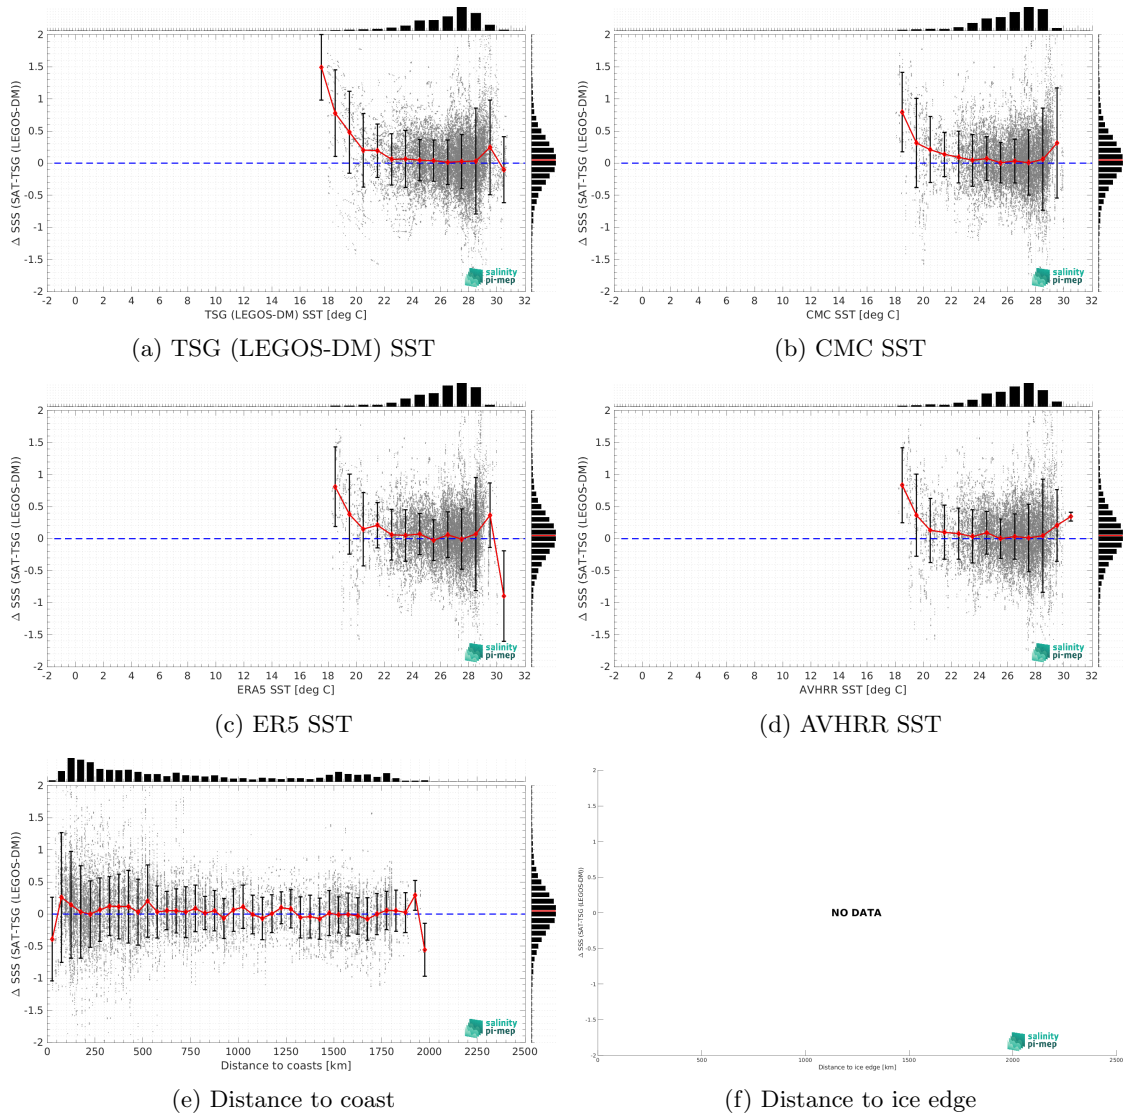 2
1.5
1
0.5
0
-0.5
-1
-1.5
-2
Δ SSS (SAT-TSG (LEGOS-DM))
-2 0 2 4 6 8 10 12 14 16 18 20 22 24 26 28 30 32
TSG (LEGOS-DM) SST [deg C]
salinity
pi-mep
(a) TSG (LEGOS-DM) SST
2
1.5
1
0.5
0
-0.5
-1
-1.5
-2
Δ SSS (SAT-TSG (LEGOS-DM))
-2 0 2 4 6 8 10 12 14 16 18 20 22 24 26 28 30 32
CMC SST [deg C]
salinity
pi-mep
(b) CMC SST
2
1.5
1
0.5
0
-0.5
-1
-1.5
-2
Δ SSS (SAT-TSG (LEGOS-DM))
-2 0 2 4 6 8 10 12 14 16 18 20 22 24 26 28 30 32
ERA5 SST [deg C]
salinity
pi-mep
(c) ER5 SST
2
1.5
1
0.5
0
-0.5
-1
-1.5
-2
Δ SSS (SAT-TSG (LEGOS-DM))
-2 0 2 4 6 8 10 12 14 16 18 20 22 24 26 28 30 32
AVHRR SST [deg C]
salinity
pi-mep
(d) AVHRR SST
2
1.5
1
0.5
0
-0.5
-1
-1.5
-2
Δ SSS (SAT-TSG (LEGOS-DM))
0 250 500 750 1000 1250 1500 1750 2000 2250 2500
Distance to coasts [km]
salinity
pi-mep
(e) Distance to coast
2
1.5
1
0.5
0
-0.5
-1
-1.5
-2
Δ SSS (SAT-TSG (LEGOS-DM))
NO DATA
0 500 1000 1500 2000 2500
Distance to ice edge [km]
salinity
pi-mep
(f) Distance to ice edge